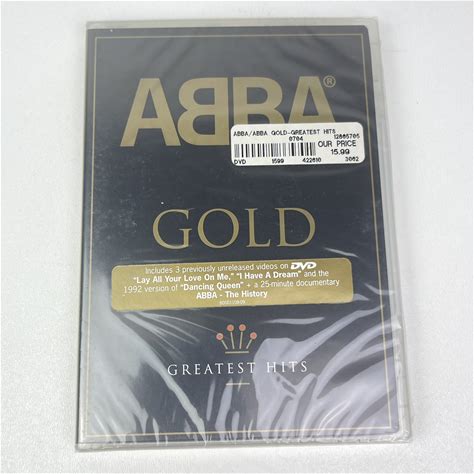 ABBA®
ABBA/ABBA GOLD-GREATEST HITS
0704 12865706
OUR PRICE
15.99
DVD 1599 422610 3062
GOLD
Includes 3 previously unreleased videos on DVD
"Lay All Your Love On Me," "I Have A Dream" and the
1992 version of "Dancing Queen" + a 25-minute documentary
ABBA - The History
GREATEST HITS